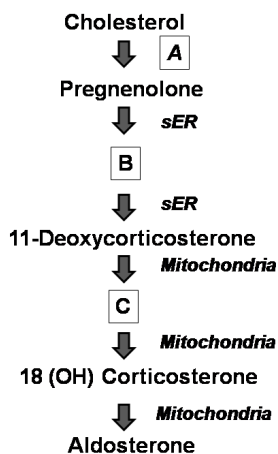 Cholesterol
A
Pregnenolone
sER
B
sER
11-Deoxycorticosterone
Mitochondria
C
Mitochondria
18 (OH) Corticosterone
Mitochondria
Aldosterone